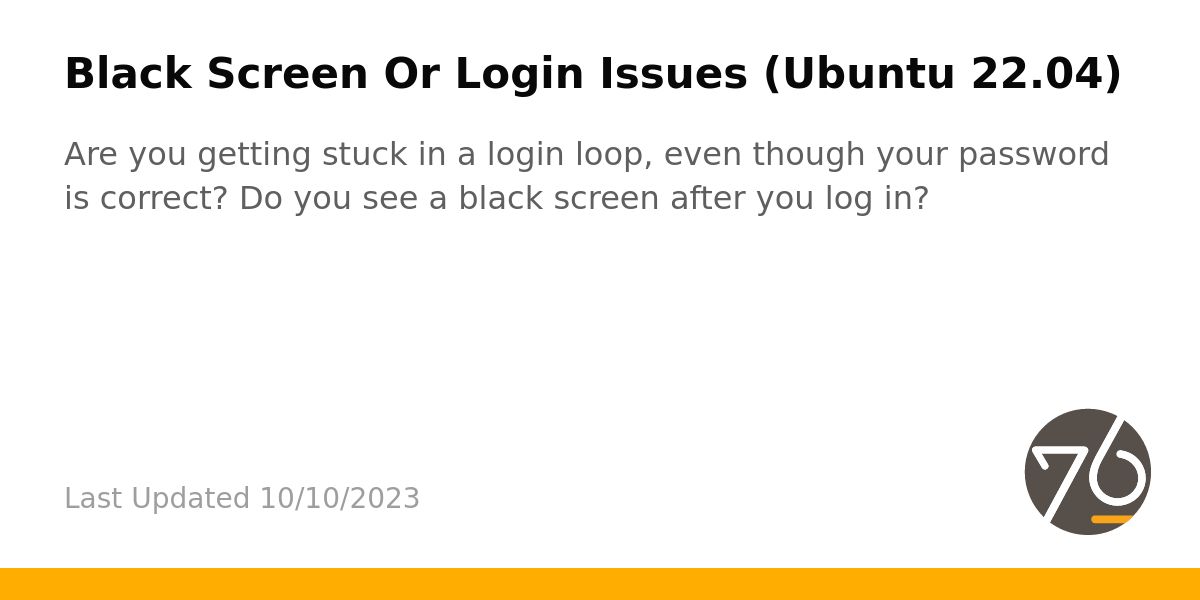 Black Screen Or Login Issues (Ubuntu 22.04)
Are you getting stuck in a login loop, even though your password
is correct? Do you see a black screen after you log in?
Last Updated 10/10/2023
76